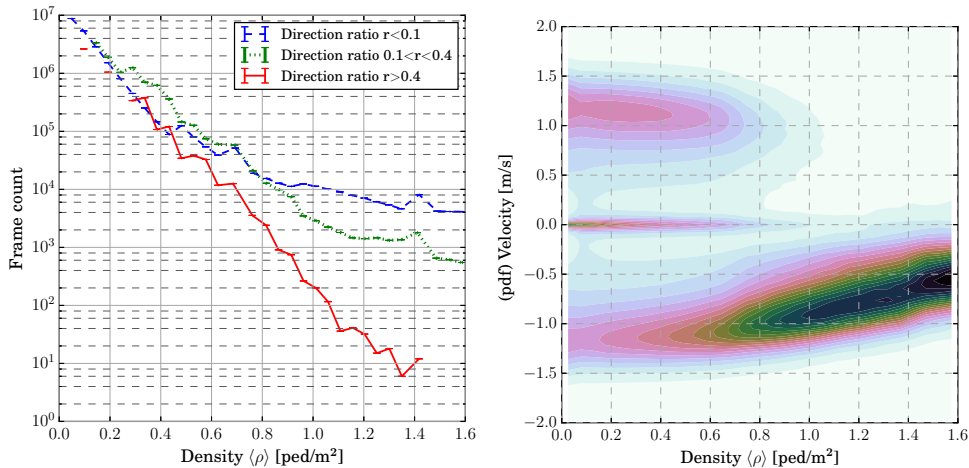 10^7
10^6
10^5
10^4
10^3
10^2
10^1
10^0
Frame count
Direction ratio r<0.1
Direction ratio 0.1<r<0.4
Direction ratio r>0.4
0.0 0.2 0.4 0.6 0.8 1.0 1.2 1.4 1.6
Density ⟨ρ⟩ [ped/m²]
2.0
1.5
1.0
0.5
0.0
−0.5
−1.0
−1.5
−2.0
(pdf) Velocity [m/s]
0.0 0.2 0.4 0.6 0.8 1.0 1.2 1.4 1.6
Density ⟨ρ⟩ [ped/m²]